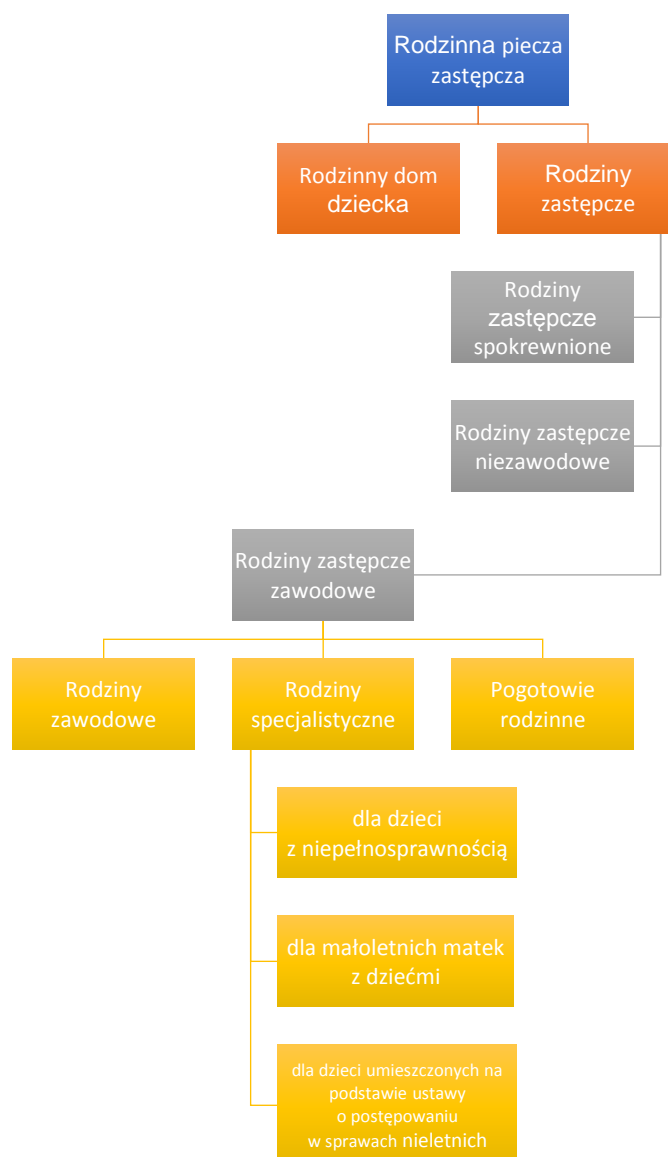 Rodzinna piecza
zastępcza
Rodzinny dom
dziecka
Rodziny
zastępcze
Rodziny
zastępcze
spokrewnione
Rodziny zastępcze
niezawodowe
Rodziny zastępcze
zawodowe
Rodziny
zawodowe
Rodziny
specjalistyczne
Pogotowie
rodzinne
dla dzieci
z niepełnosprawnością
dla małoletnich matek
z dziećmi
dla dzieci umieszczonych na
podstawie ustawy
o postępowaniu
w sprawach nieletnich